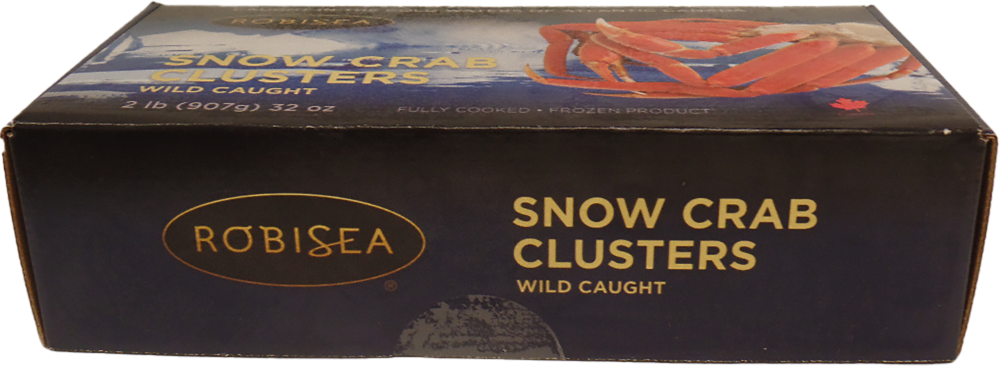 ROBISEA
SNOW CRAB
CLUSTERS
WILD CAUGHT
2 lb (907g) 32 oz
FULLY COOKED • FROZEN PRODUCT
ROBISEA
®
SNOW CRAB
CLUSTERS
WILD CAUGHT